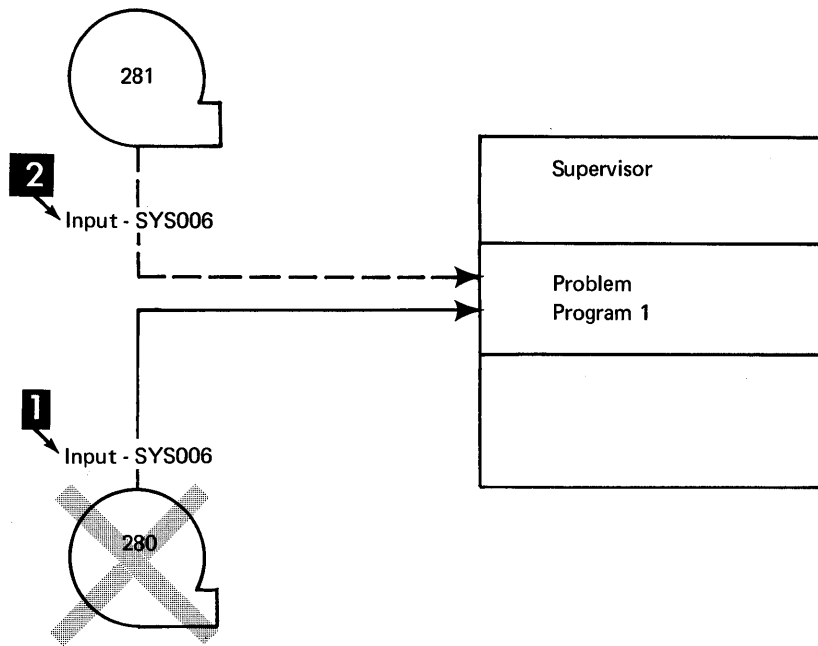 281
2
Input - SYS006
Supervisor
Problem
Program 1
1
Input - SYS006
280